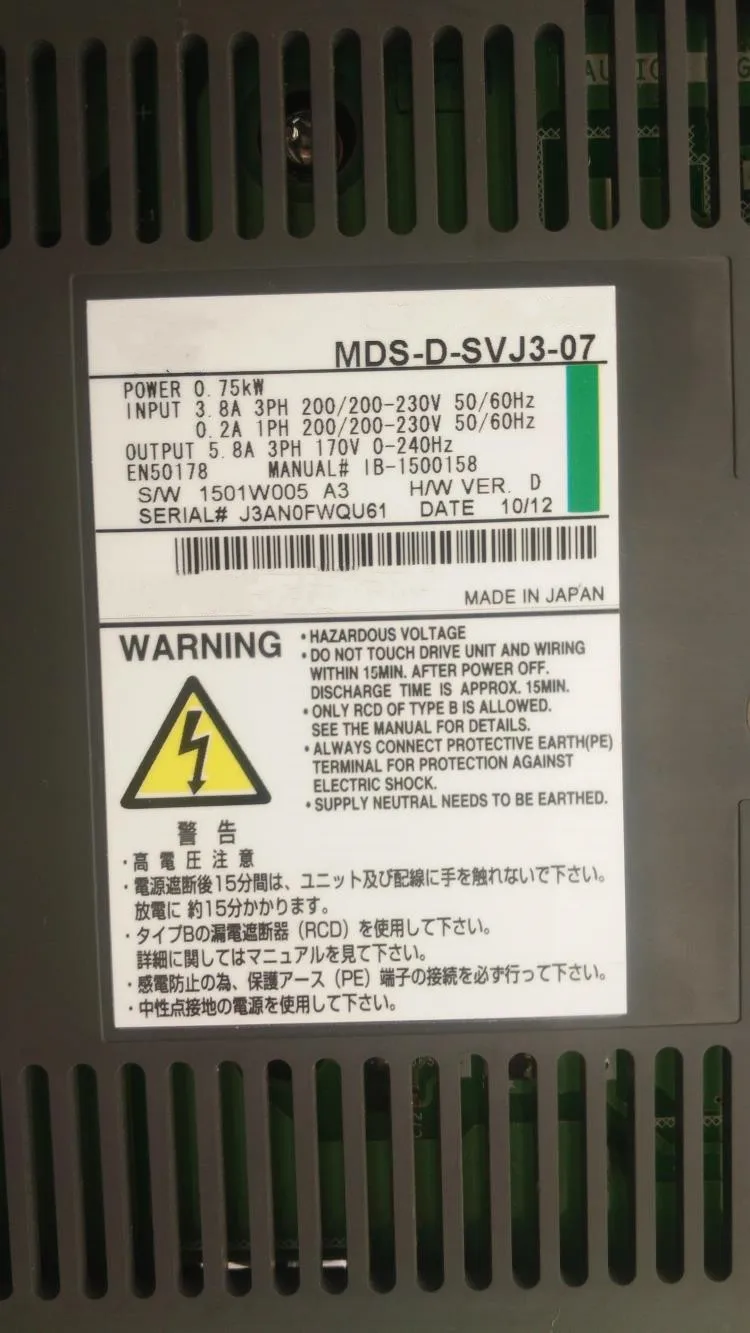 MDS-D-SVJ3-07
POWER 0.75kW
INPUT 3.8A 3PH 200/200-230V 50/60Hz
0.2A 1PH 200/200-230V 50/60Hz
OUTPUT 5.8A 3PH 170V 0-240Hz
EN50178 MANUAL# IB-1500158
S/W 1501W005 A3 H/W VER. D
SERIAL# J3AN0FWQU61 DATE 10/12
MADE IN JAPAN
WARNING
•HAZARDOUS VOLTAGE
•DO NOT TOUCH DRIVE UNIT AND WIRING
WITHIN 15MIN. AFTER POWER OFF.
DISCHARGE TIME IS APPROX. 15MIN.
•ONLY RCD OF TYPE B IS ALLOWED.
SEE THE MANUAL FOR DETAILS.
•ALWAYS CONNECT PROTECTIVE EARTH(PE)
TERMINAL FOR PROTECTION AGAINST
ELECTRIC SHOCK.
•SUPPLY NEUTRAL NEEDS TO BE EARTHED.
警告
・高電圧注意
・電源遮断後15分間は、ユニット及び配線に手を触れないで下さい。
放電に約15分かかります。
・タイプBの漏電遮断器（RCD）を使用して下さい。
詳細に関してはマニュアルを見て下さい。
・感電防止の為、保護アース（PE）端子の接続を必ず行って下さい。
・中性点接地の電源を使用して下さい。